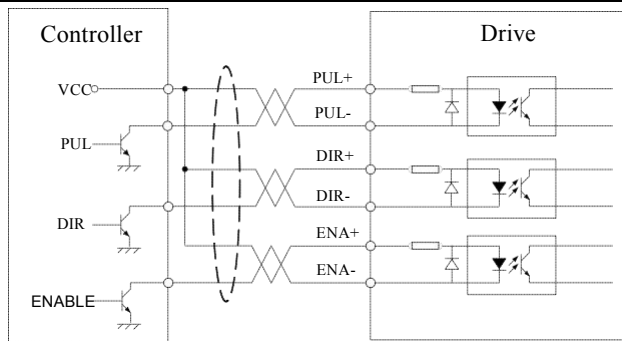 Controller
Drive
VCC
PUL+
PUL-
PUL
DIR+
DIR-
DIR
ENA+
ENA-
ENABLE